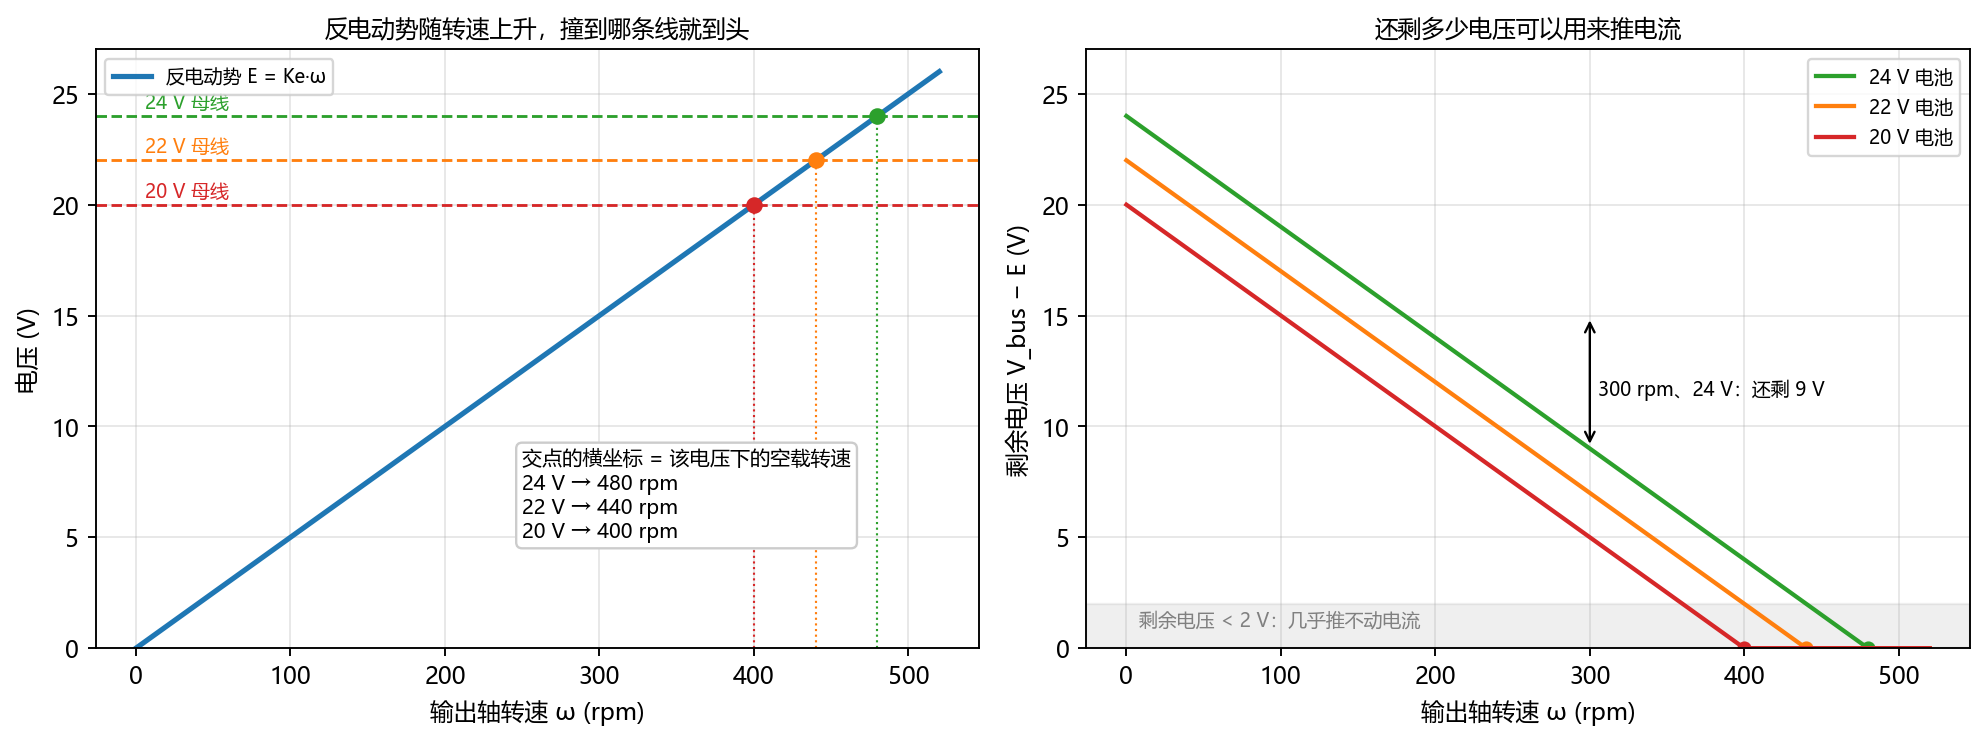 反电动势随转速上升，撞到哪条线就到头
反电动势 E = Ke·ω
24 V 母线
22 V 母线
20 V 母线
交点的横坐标 = 该电压下的空载转速
24 V → 480 rpm
22 V → 440 rpm
20 V → 400 rpm
电压 (V)
25
20
15
10
5
0
0 100 200 300 400 500
输出轴转速 ω (rpm)
还剩多少电压可以用来推电流
24 V 电池
22 V 电池
20 V 电池
300 rpm、24 V：还剩 9 V
剩余电压 < 2 V：几乎推不动电流
剩余电压 V_bus − E (V)
25
20
15
10
5
0
0 100 200 300 400 500
输出轴转速 ω (rpm)